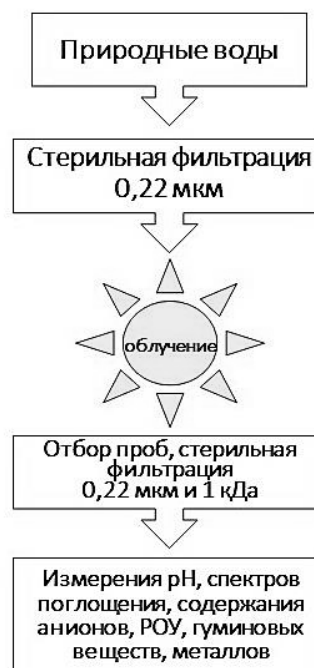 Природные воды
Стерильная фильтрация
0,22 мкм
облучение
Отбор проб, стерильная
фильтрация
0,22 мкм и 1 кДа
Измерения рН, спектров
поглощения, содержания
анионов, РОУ, гуминовых
веществ, металлов